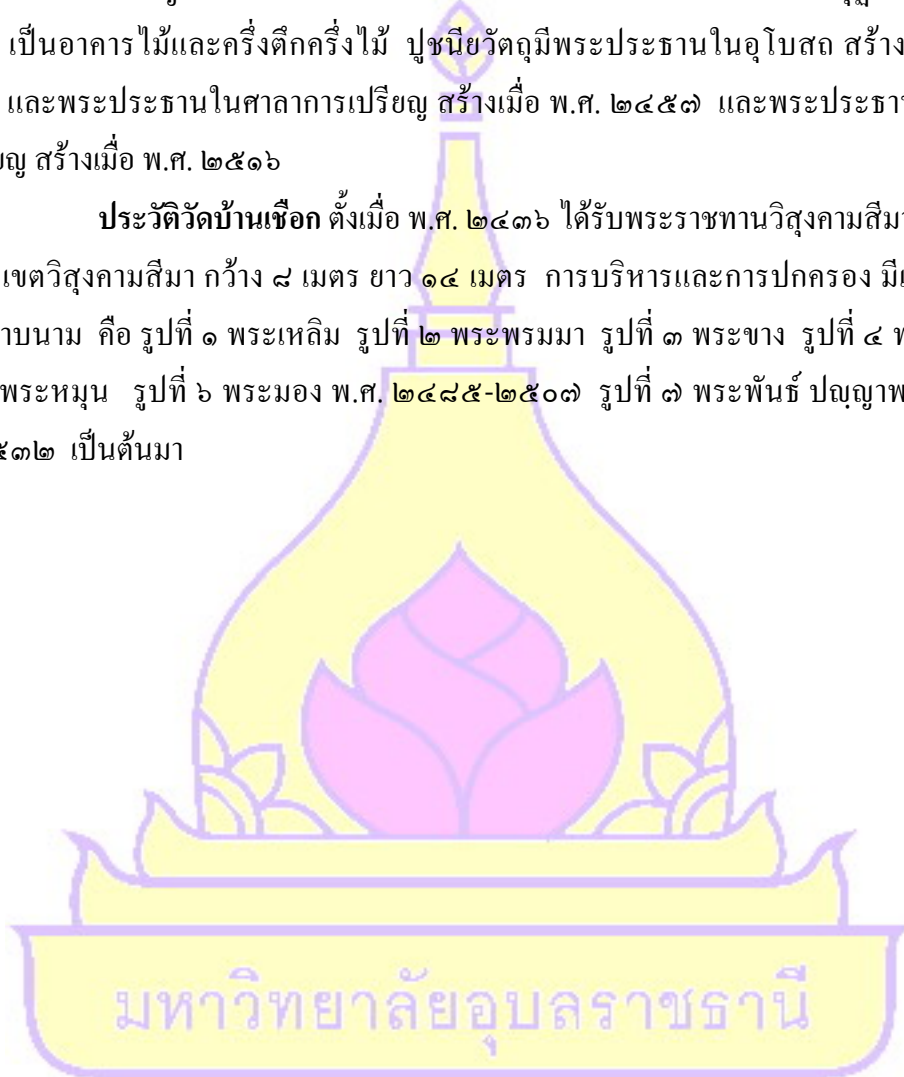 เป็นอาคารไม้และครึ่งตึกครึ่งไม้ ปูชนียวัตถุมีพระประธานในอุโบสถ สร้าง
และพระประธานในศาลาการเปรียญ สร้างเมื่อ พ.ศ. ๒๔๕๗ และพระประธา
ญ สร้างเมื่อ พ.ศ. ๒๕๑๖
ประวัติวัดบ้านเชือก ตั้งเมื่อ พ.ศ. ๒๔๓๖ ได้รับพระราชทานวิสุงคามสีมา
เขตวิสุงคามสีมา กว้าง ๘ เมตร ยาว ๑๔ เมตร การบริหารและการปกครอง มี
าบนาม คือ รูปที่ ๑ พระเหลิม รูปที่ ๒ พระพรมมา รูปที่ ๓ พระขาง รูปที่ ๔
พระหมุน รูปที่ ๖ พระมอง พ.ศ. ๒๔๘๕-๒๕๐๗ รูปที่ ๗ พระพันธ์ ปญฺญาพ
๕๓๒ เป็นต้นมา
มหาวิทยาลัยอุบลราชธานี